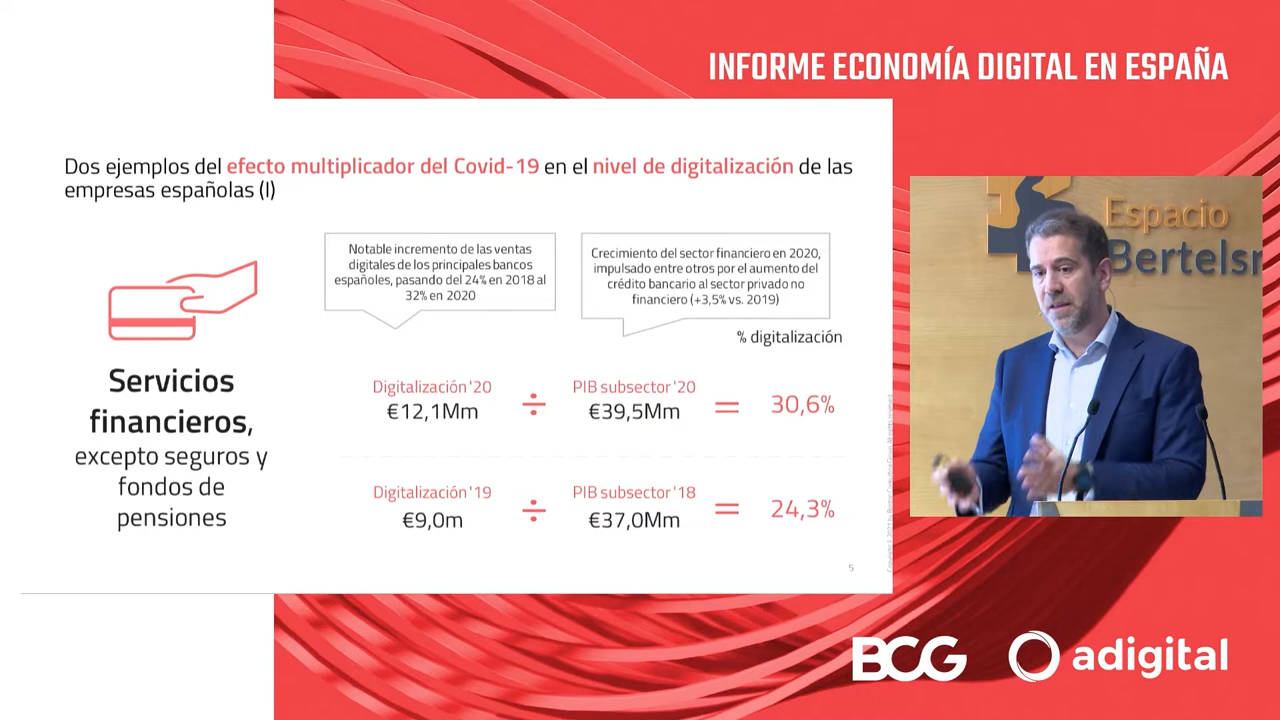 INFORME ECONOMÍA DIGITAL EN ESPAÑA
Dos ejemplos del efecto multiplicador del Covid-19 en el nivel de digitalización de las
empresas españolas (I)
Notable incremento de las ventas
digitales de los principales bancos
españoles, pasando del 24% en 2018 al
32% en 2020
Crecimiento del sector financiero en 2020,
impulsado entre otros por el aumento del
crédito bancario al sector privado no
financiero (+3,5% vs. 2019)
% digitalización
Servicios
financieros,
excepto seguros y
fondos de
pensiones
Digitalización '20
€12,1Mm
÷
PIB subsector '20
€39,5Mm
=
30,6%
Digitalización '19
€9,0m
÷
PIB subsector '18
€37,0Mm
=
24,3%
5
Espacio
Bertelsm
BCG
adigital